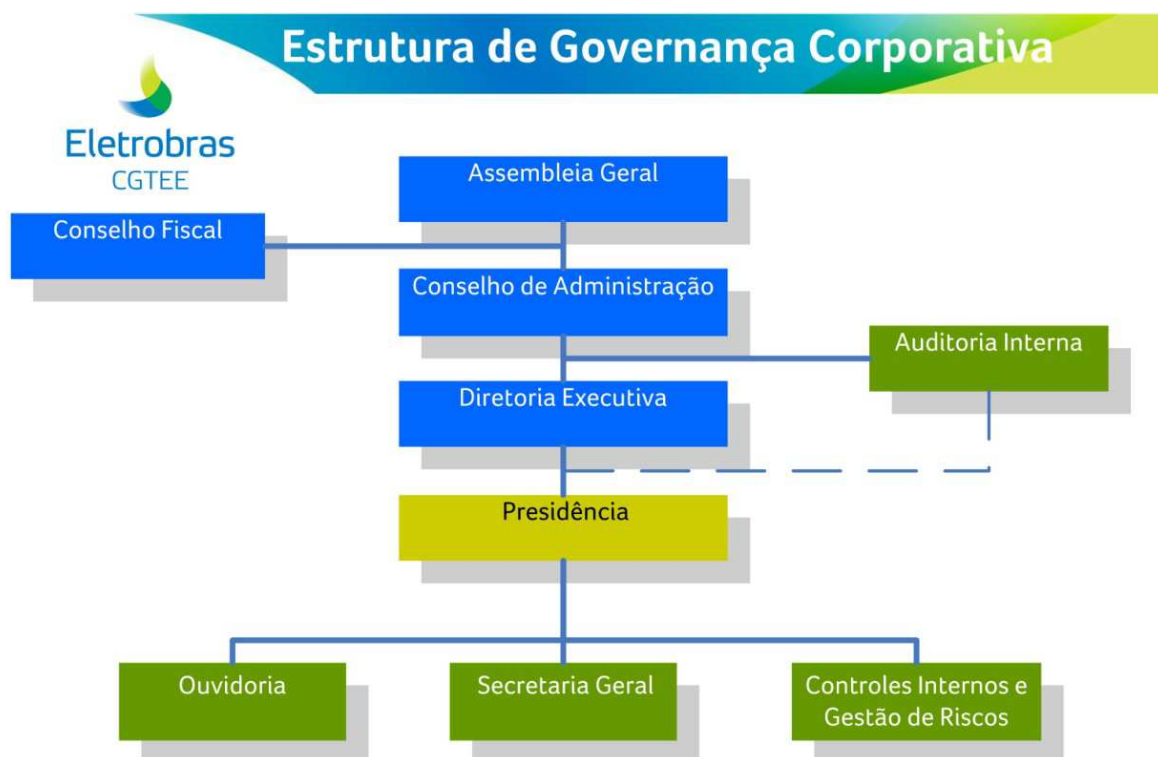 Estrutura de Governança Corporativa
Eletrobras
CGTEE
Assembleia Geral
Conselho Fiscal
Conselho de Administração
Auditoria Interna
Diretoria Executiva
Presidência
Ouvidoria
Secretaria Geral
Controles Internos e
Gestão de Riscos